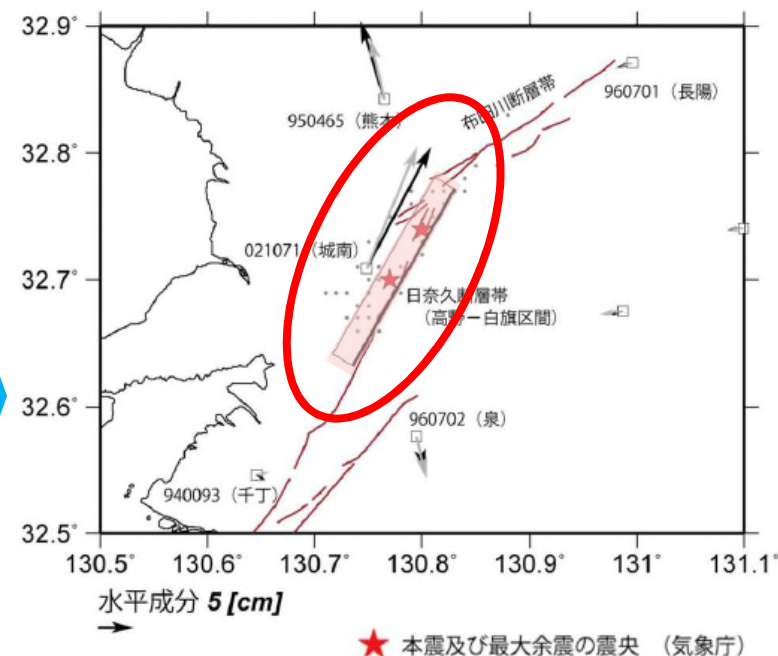 32.9°
布田川断層帯
960701（長陽）
950465（熊本）
32.8°
021071（城南）
32.7°
日奈久断層帯
（高野ー白旗区間）
32.6°
960702（泉）
940093（千丁）
32.5°
130.5° 130.6° 130.7° 130.8° 130.9° 131° 131.1°
水平成分 5 [cm]
★ 本震及び最大余震の震央 （気象庁）